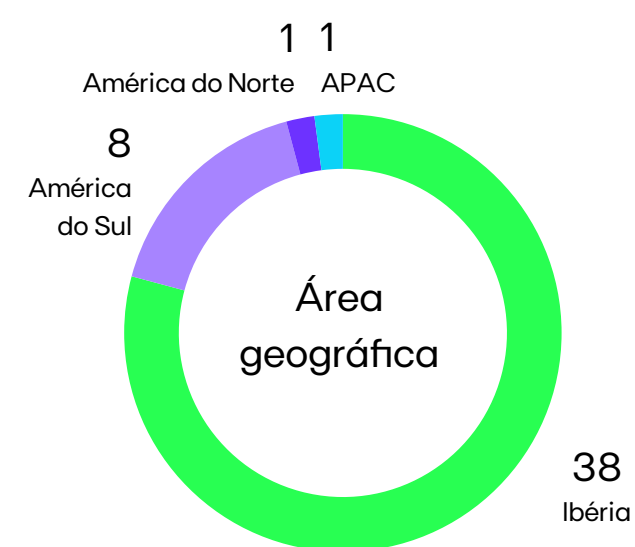 1 1
América do Norte APAC
8
América
do Sul
Área
geográfica
38
Ibéria